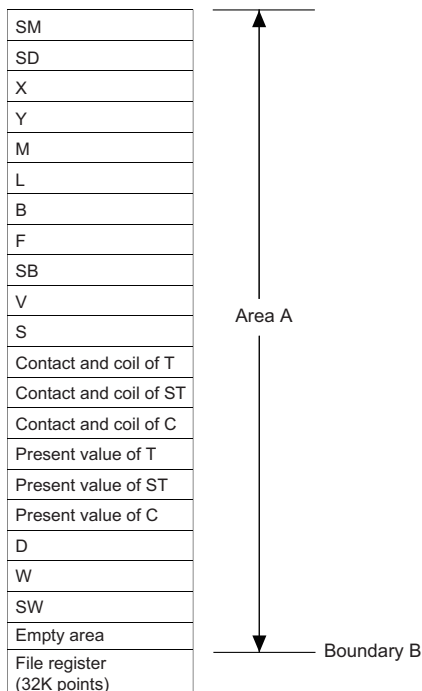 SM
SD
X
Y
M
L
B
F
SB
V
S
Contact and coil of T
Contact and coil of ST
Contact and coil of C
Present value of T
Present value of ST
Present value of C
D
W
SW
Empty area
File register
(32K points)
Area A
Boundary B